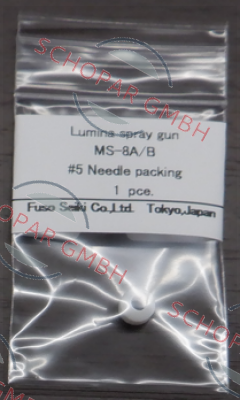 SCHOPAR GMBH
Lumina spray gun
MS-8A/B
#5 Needle packing
1 pce.
Fuso Seiki Co.,Ltd. Tokyo,Japan
SCHOPAR GMBH
SCHOPAR GMBH